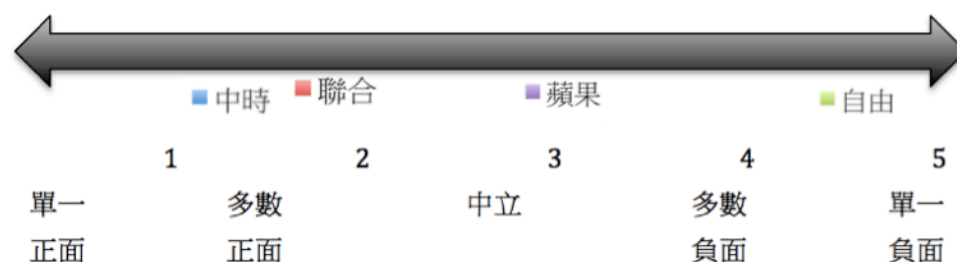 中時 聯合 蘋果 自由
1 2 3 4 5
單一 多數 中立 多數 單一
正面 正面 負面 負面